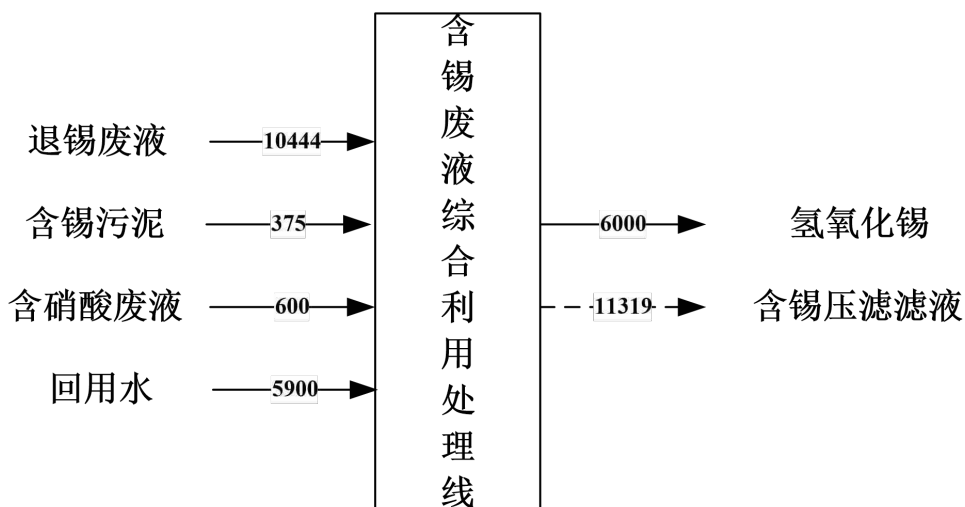 含锡废液综合利用处理线
退锡废液
10444
含锡污泥
375
6000
氢氧化锡
含硝酸废液
600
11319
含锡压滤滤液
回用水
5900